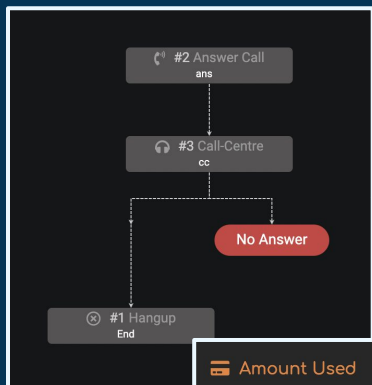 #2 Answer Call
ans
#3 Call-Centre
cc
No Answer
#1 Hangup
End
Amount Used